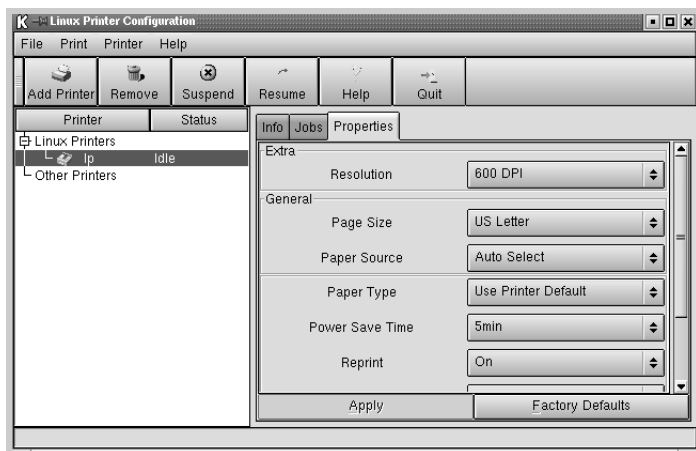 K Linux Printer Configuration
File Print Printer Help
Add Printer Remove Suspend Resume Help Quit
Printer Status
Linux Printers
lp Idle
Other Printers
Info Jobs Properties
Extra
Resolution 600 DPI
General
Page Size US Letter
Paper Source Auto Select
Paper Type Use Printer Default
Power Save Time 5min
Reprint On
Apply Factory Defaults